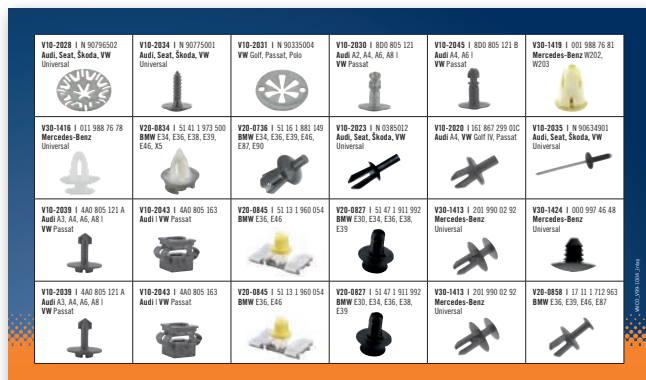 V10-2028 | N 90796502
Audi, Seat, Škoda, VW
Universal
V10-2034 | N 90775001
Audi, Seat, Škoda, VW
Universal
V10-2031 | N 90335004
VW Golf, Passat, Polo
V10-2030 | 8D0 805 121
Audi A2, A4, A6, A8 |
VW Passat
V10-2045 | 8D0 805 121 B
Audi A4, A6 |
VW Passat
V30-1419 | 001 988 76 81
Mercedes-Benz W202,
W203
V30-1416 | 011 988 76 78
Mercedes-Benz
Universal
V20-0834 | 51 41 1 973 500
BMW E34, E36, E38, E39,
E46, X5
V20-0736 | 51 16 1 881 149
BMW E34, E36, E39, E46,
E87, E90
V10-2023 | N 0385012
Audi, Seat, Škoda, VW
Universal
V10-2020 | 161 867 299 01C
Audi A4, VW Golf IV, Passat
V10-2035 | N 90634901
Audi, Seat, Škoda, VW
Universal
V10-2039 | 4A0 805 121 A
Audi A3, A4, A6, A8 |
VW Passat
V10-2043 | 4A0 805 163
Audi | VW Passat
V20-0845 | 51 13 1 960 054
BMW E36, E46
V20-0827 | 51 47 1 911 992
BMW E30, E34, E36, E38,
E39
V30-1413 | 201 990 02 92
Mercedes-Benz
Universal
V30-1424 | 000 997 46 48
Mercedes-Benz
Universal
V10-2039 | 4A0 805 121 A
Audi A3, A4, A6, A8 |
VW Passat
V10-2043 | 4A0 805 163
Audi | VW Passat
V20-0845 | 51 13 1 960 054
BMW E36, E46
V20-0827 | 51 47 1 911 992
BMW E30, E34, E36, E38,
E39
V30-1413 | 201 990 02 92
Mercedes-Benz
Universal
V20-0858 | 17 11 1 712 963
BMW E36, E39, E46, E87